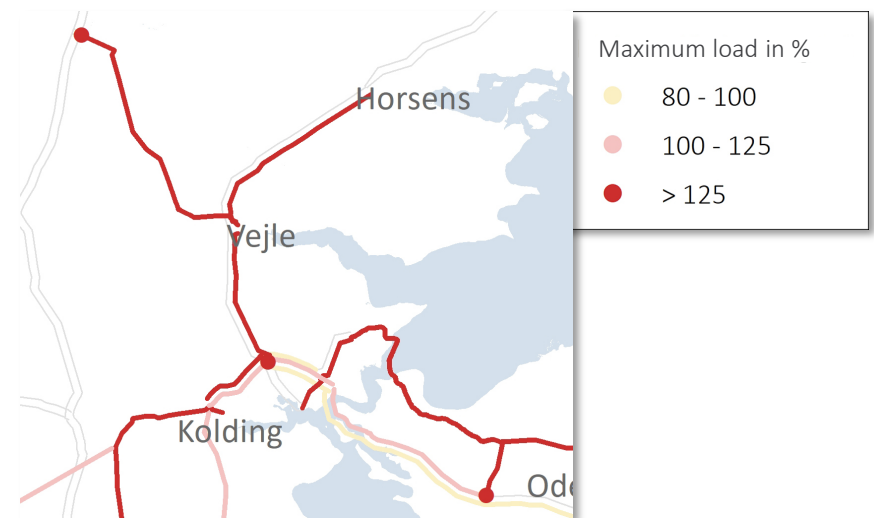 Maximum load in %
80 - 100
Horsens
100 - 125
> 125
Vejle
Kolding
Ode